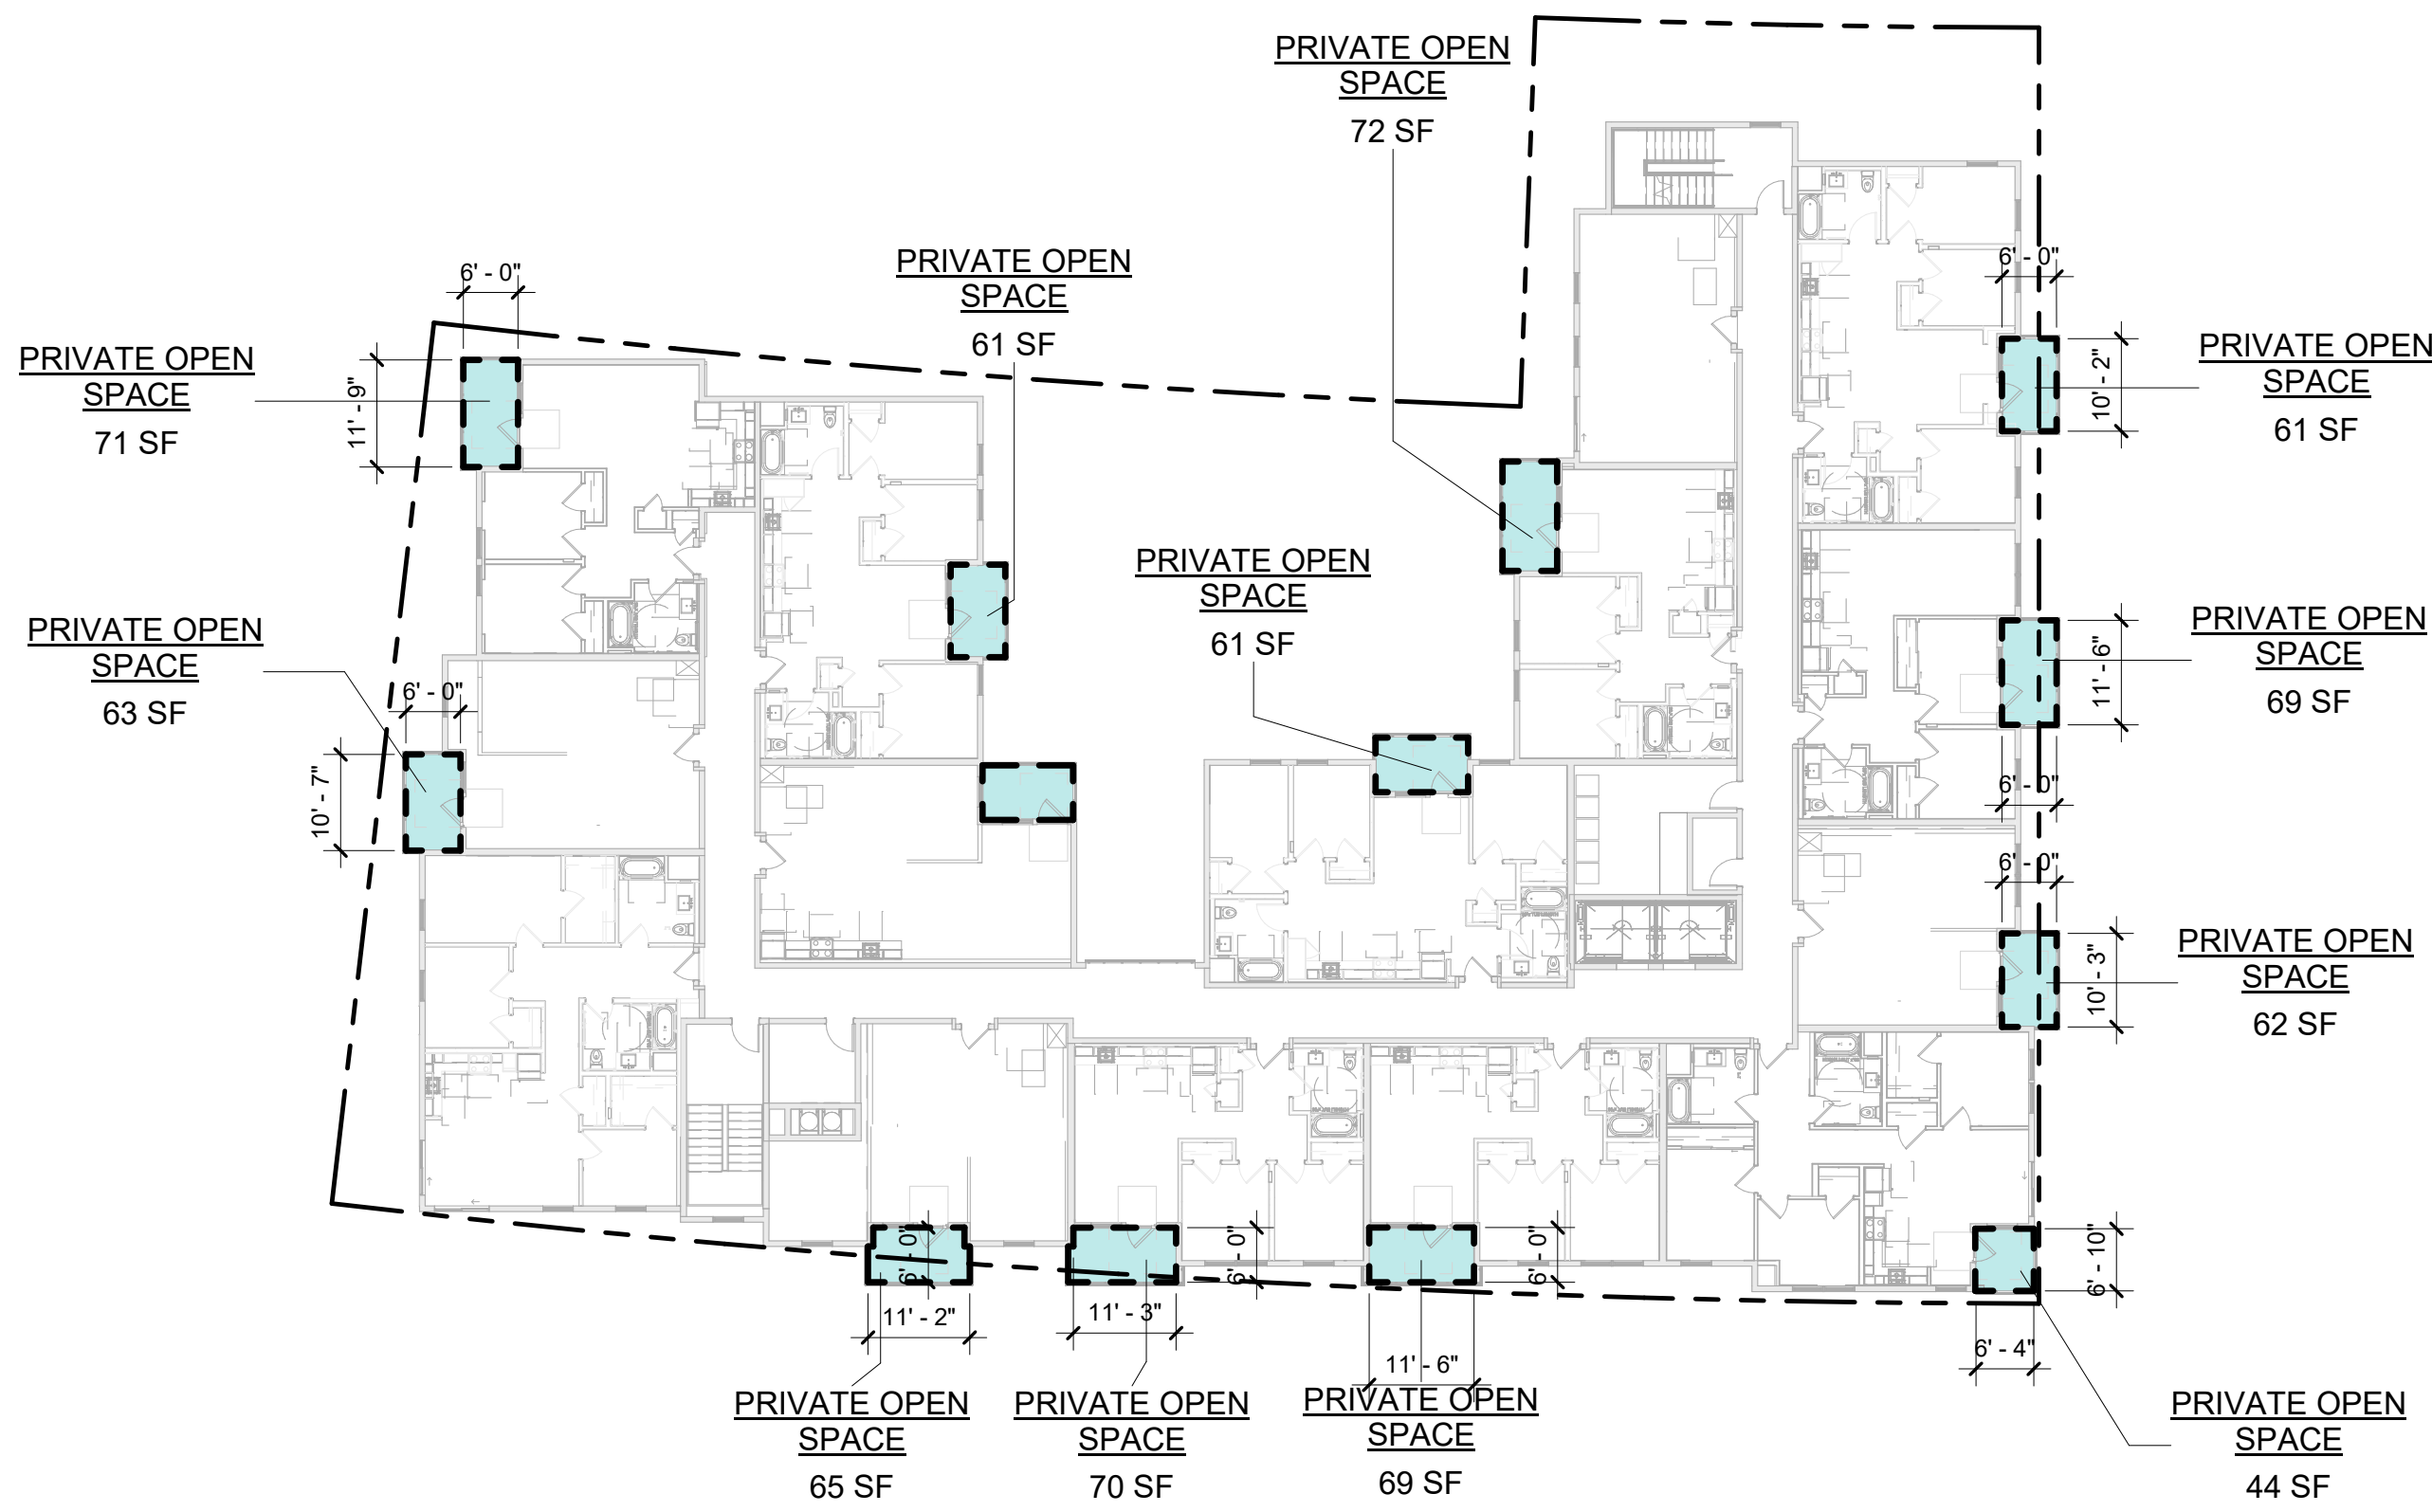 PRIVATE OPEN
SPACE
72 SF
PRIVATE OPEN
SPACE
61 SF
6' - 0"
6' - 0"
PRIVATE OPEN
SPACE
71 SF
11' - 9"
10' - 2"
PRIVATE OPEN
SPACE
61 SF
PRIVATE OPEN
SPACE
61 SF
PRIVATE OPEN
SPACE
63 SF
6' - 0"
10' - 7"
11' - 6"
PRIVATE OPEN
SPACE
69 SF
6' - 0"
6' - 0"
10' - 3"
PRIVATE OPEN
SPACE
62 SF
6' - 0"
11' - 2"
6' - 0"
11' - 3"
6' - 0"
11' - 6"
6' - 10"
6' - 4"
PRIVATE OPEN
SPACE
65 SF
PRIVATE OPEN
SPACE
70 SF
PRIVATE OPEN
SPACE
69 SF
PRIVATE OPEN
SPACE
44 SF